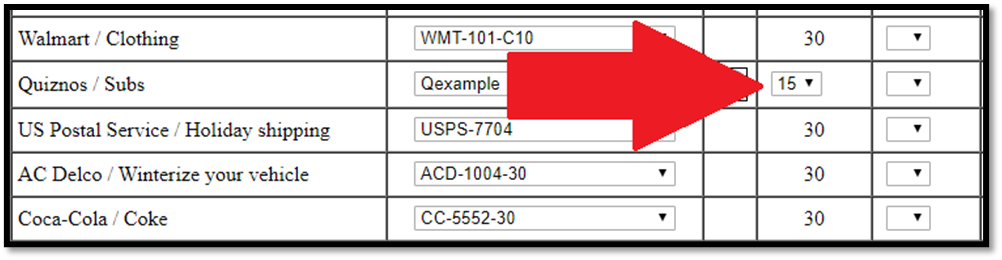 Walmart / Clothing WMT-101-C10 30
Quiznos / Subs Qexample 15
US Postal Service / Holiday shipping USPS-7704 30
AC Delco / Winterize your vehicle ACD-1004-30 30
Coca-Cola / Coke CC-5552-30 30